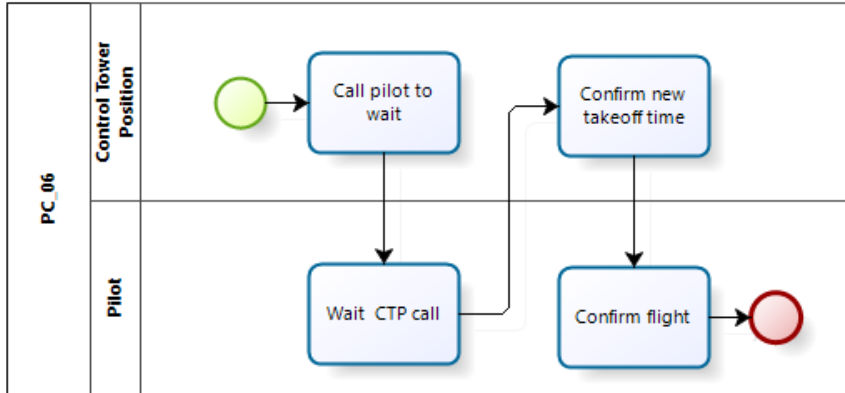 PC_06
Control Tower
Position
Call pilot to
wait
Confirm new
takeoff time
Pilot
Wait  CTP call
Confirm flight